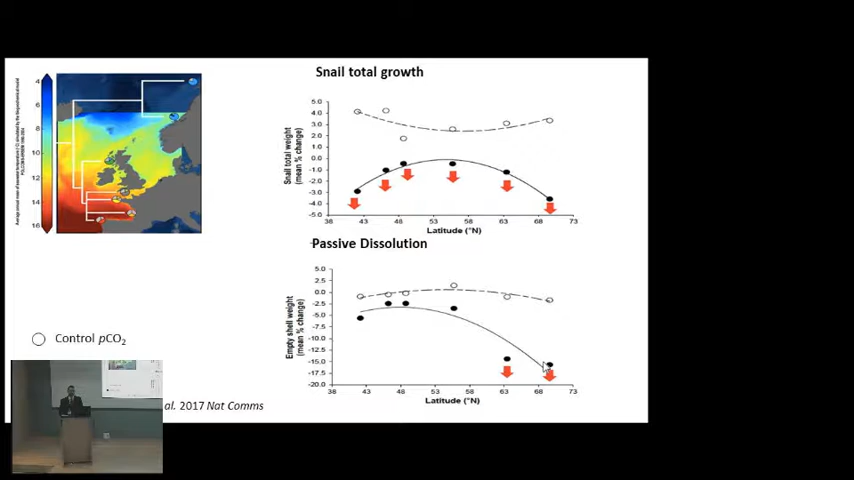 Snail total growth
4
6
8
10
12
14
16
5.0
4.0
3.0
2.0
1.0
0.0
-1.0
-2.0
-3.0
-4.0
-5.0
Snail total weight
(mean % change)
38 43 48 53 58 63 68 73
Latitude (°N)
Passive Dissolution
5.0
2.5
0.0
-2.5
-5.0
-7.5
-10.0
-12.5
-15.0
-17.5
-20.0
Empty shell weight
(mean % change)
38 43 48 53 58 63 68 73
Latitude (°N)
Control pCO₂
al. 2017 Nat Comms